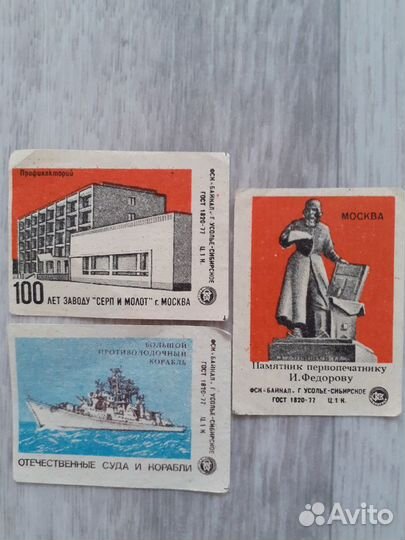 Профилакторий
100 ЛЕТ ЗАВОДУ "СЕРП И МОЛОТ" г. МОСКВА
ФСК „БАЙКАЛ„ Г. УСОЛЬЕ-СИБИРСКОЕ
ГОСТ 1820-77 Ц. 1 К.
БОЛЬШОЙ
ПРОТИВОЛОДОЧНЫЙ
КОРАБЛЬ
ОТЕЧЕСТВЕННЫЕ СУДА И КОРАБЛИ
ФСК „БАЙКАЛ„ Г. УСОЛЬЕ-СИБИРСКОЕ
ГОСТ 1820-77 Ц. 1 К.
МОСКВА
Памятник первопечатнику
И.Федорову
ФСК „БАЙКАЛ„ Г. УСОЛЬЕ-СИБИРСКОЕ
ГОСТ 1820-77 Ц. 1 К.
Avito